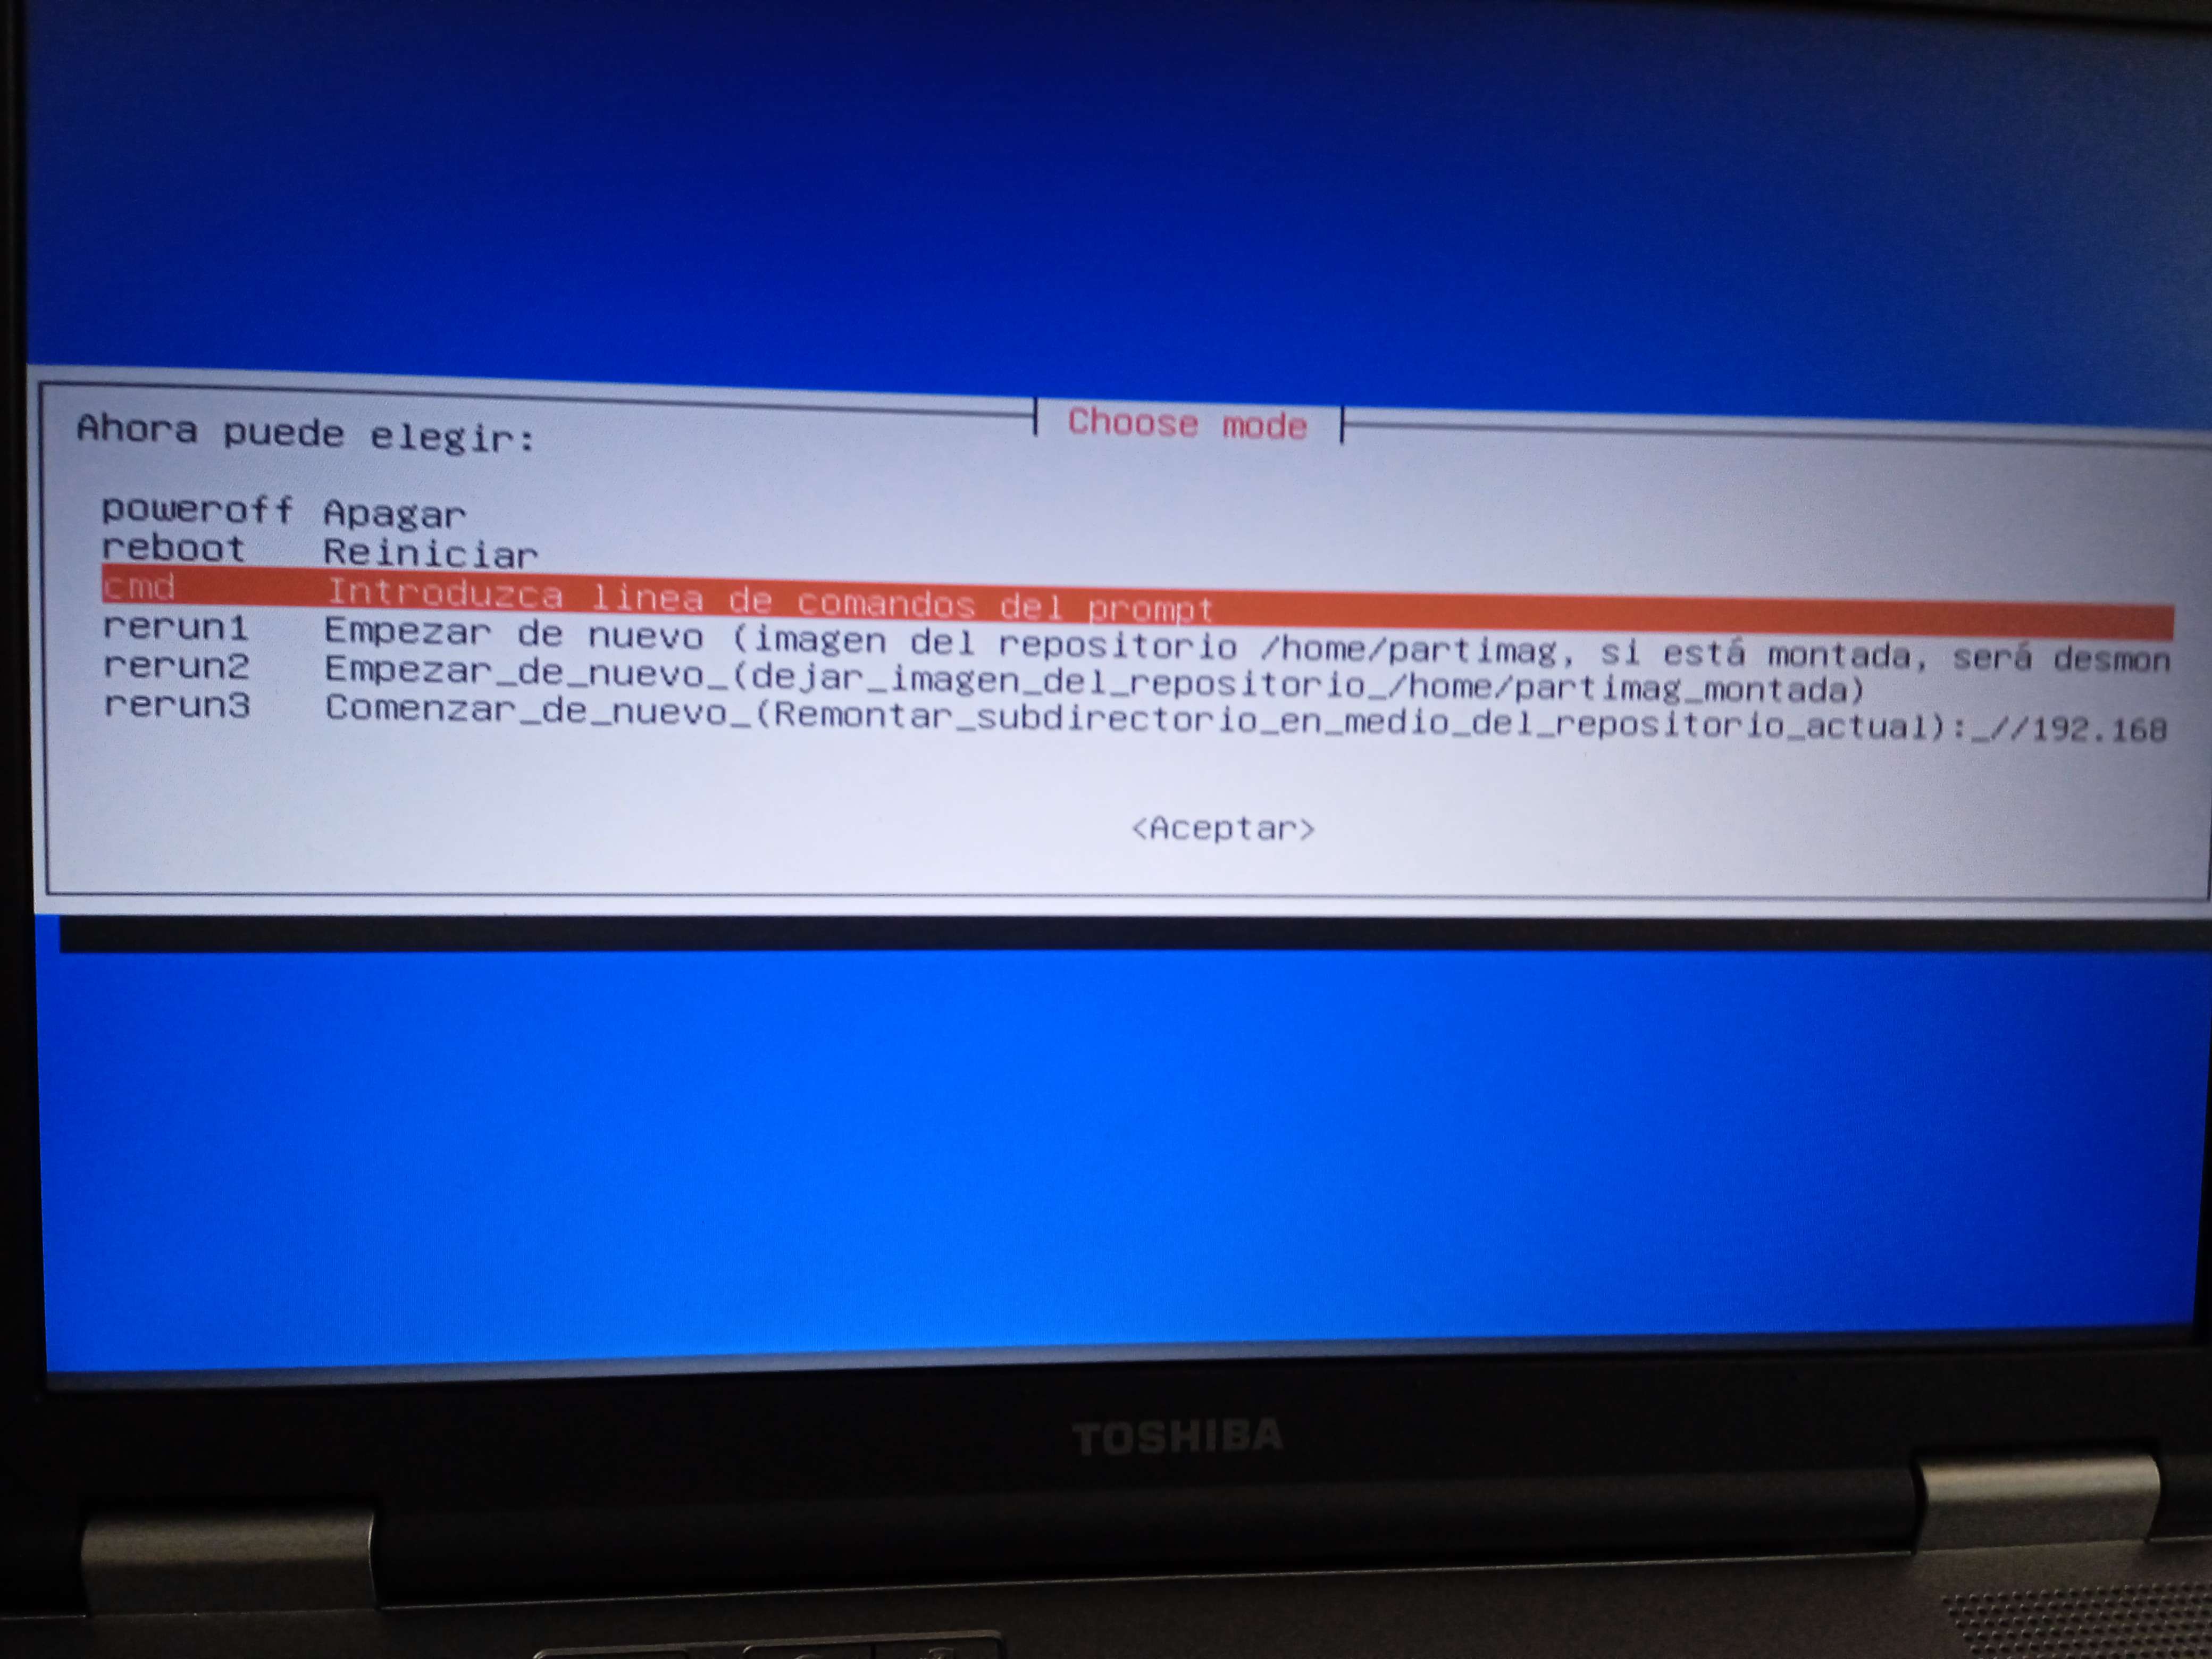 Choose mode
Ahora puede elegir:
poweroff Apagar
reboot Reiniciar
cmd Introduzca linea de comandos del prompt
rerun1 Empezar de nuevo (imagen del repositorio /home/partimag, si está montada, será desmon
rerun2 Empezar_de_nuevo_(dejar_imagen_del_repositorio_/home/partimag_montada)
rerun3 Comenzar_de_nuevo_(Remontar_subdirectorio_en_medio_del_repositorio_actual):_//192.168
<Aceptar>
TOSHIBA